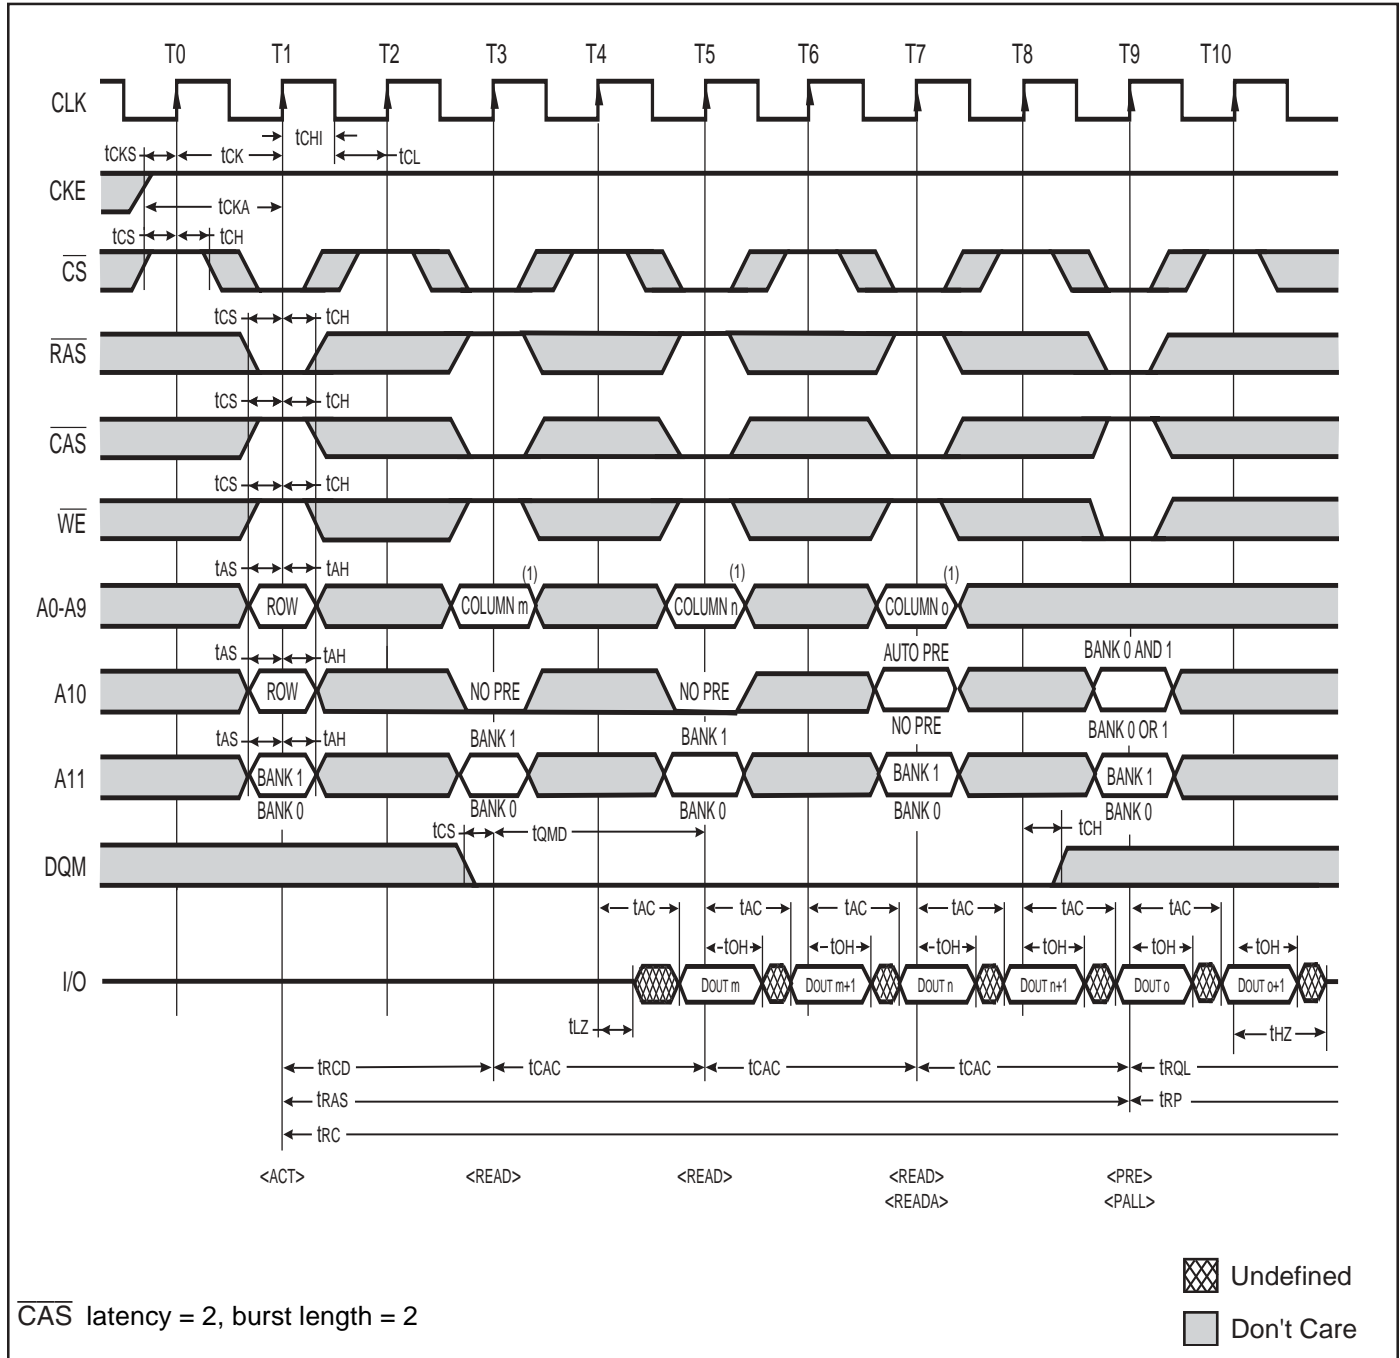 T0 T1 T2 T3 T4 T5 T6 T7 T8 T9 T10
CLK
tCHI
tCKS tCK tCL
CKE
tCKA
tCS tCH
CS
tCS tCH
RAS
tCS tCH
CAS
tCS tCH
WE
tAS tAH (1) (1) (1)
A0-A9 ROW COLUMN m COLUMN n COLUMN o
tAS tAH AUTO PRE BANK 0 AND 1
A10 ROW NO PRE NO PRE
NO PRE BANK 0 OR 1
tAS tAH BANK 1 BANK 1
A11 BANK 1 BANK 1 BANK 1
BANK 0 BANK 0 BANK 0 BANK 0 BANK 0
tCS tQMD tCH
DQM
tAC tAC tAC tAC tAC tAC
tOH tOH tOH tOH tOH tOH
I/O DOUT m DOUT m+1 DOUT n DOUT n+1 DOUT o DOUT o+1
tLZ tHZ
tRCD tCAC tCAC tCAC tRQL
tRAS tRP
tRC
<ACT> <READ> <READ> <READ> <PRE>
<READA> <PALL>
Undefined
CAS latency = 2, burst length = 2
Don't Care